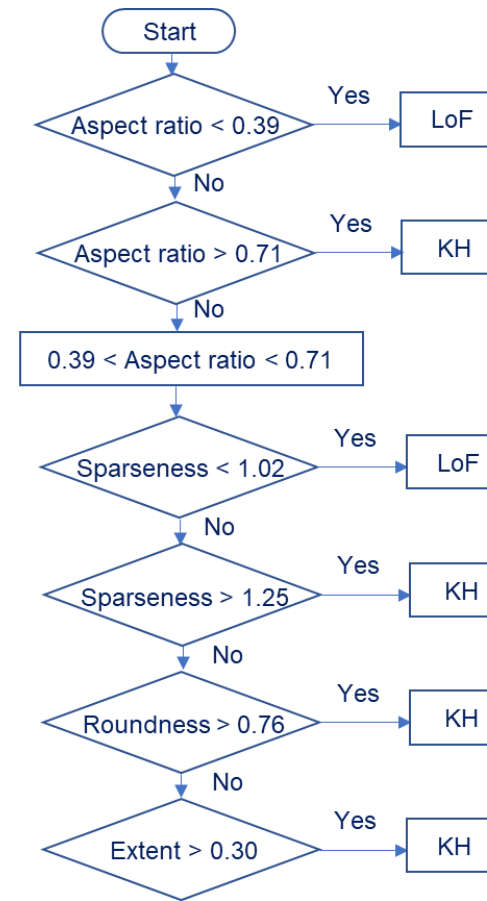 Start
Aspect ratio < 0.39
Yes
LoF
No
Aspect ratio > 0.71
Yes
KH
No
0.39 < Aspect ratio < 0.71
Sparseness < 1.02
Yes
LoF
No
Sparseness > 1.25
Yes
KH
No
Roundness > 0.76
Yes
KH
No
Extent > 0.30
Yes
KH